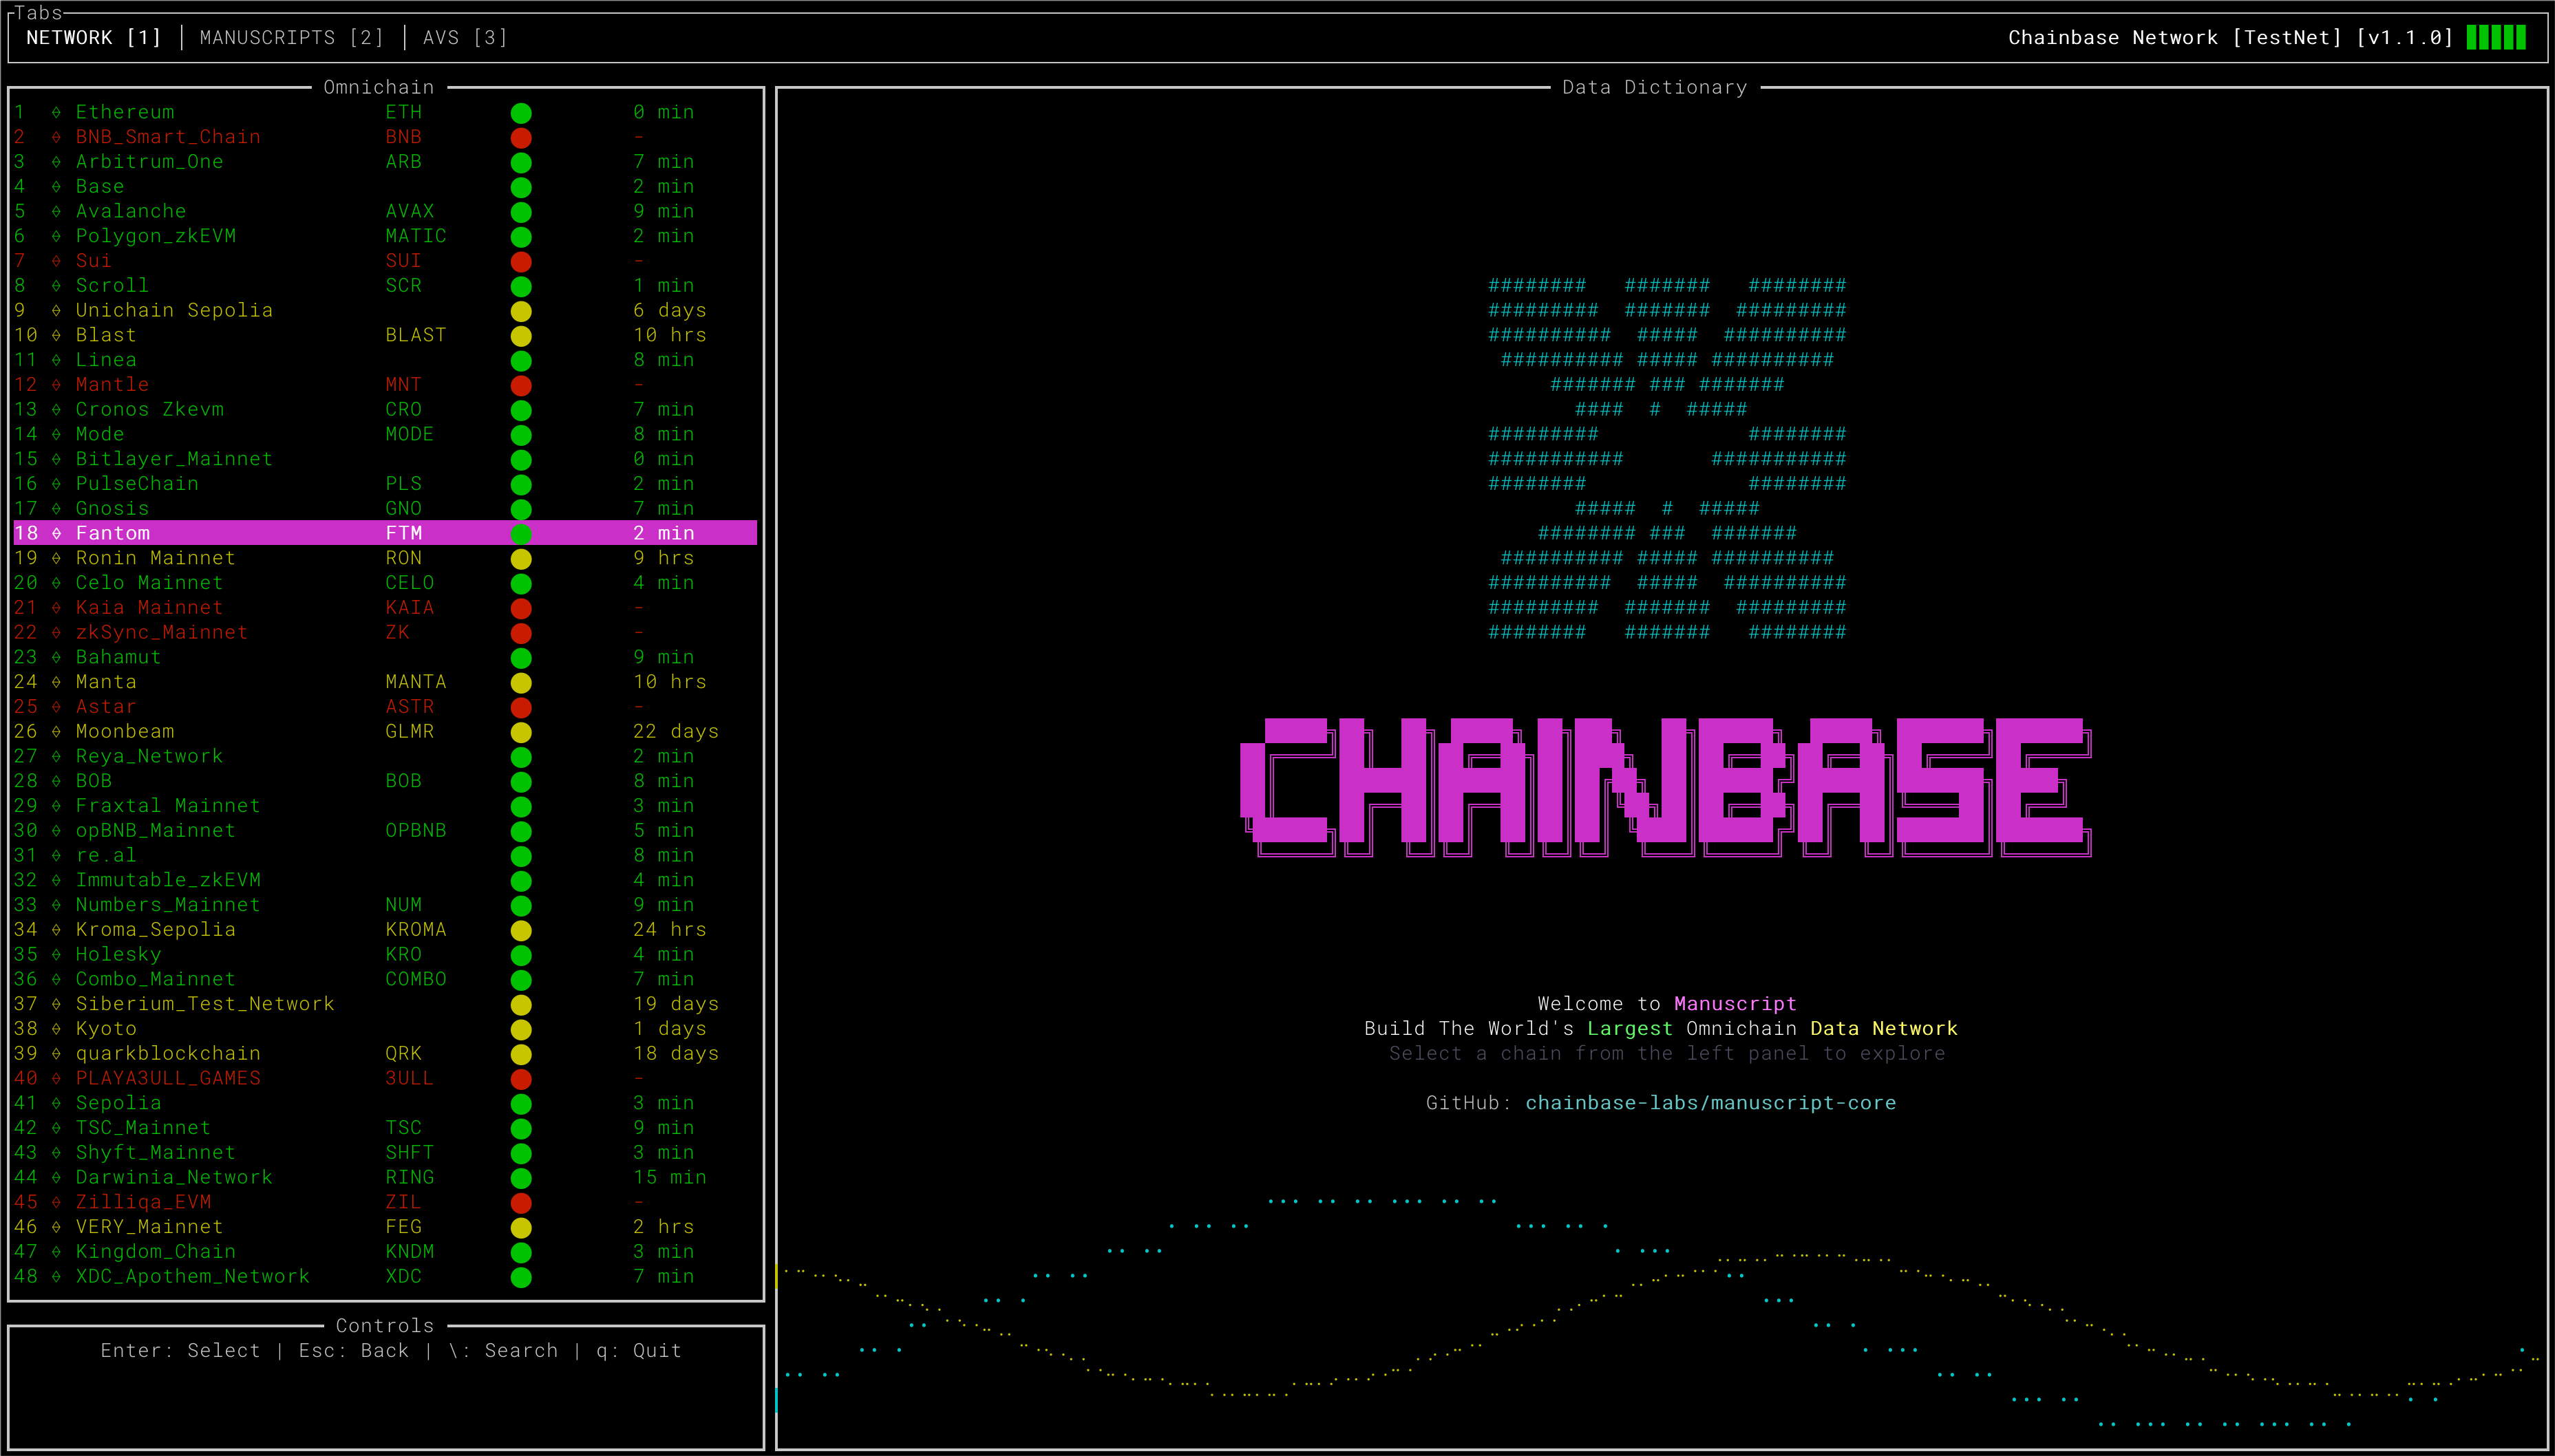 Tabs
NETWORK [1] │ MANUSCRIPTS [2] │ AVS [3]
Chainbase Network [TestNet] [v1.1.0]
Omnichain
1 Ethereum ETH 0 min
2 BNB_Smart_Chain BNB -
3 Arbitrum_One ARB 7 min
4 Base 2 min
5 Avalanche AVAX 9 min
6 Polygon_zkEVM MATIC 2 min
7 Sui SUI -
8 Scroll SCR 1 min
9 Unichain Sepolia 6 days
10 Blast BLAST 10 hrs
11 Linea 8 min
12 Mantle MNT -
13 Cronos Zkevm CRO 7 min
14 Mode MODE 8 min
15 Bitlayer_Mainnet 0 min
16 PulseChain PLS 2 min
17 Gnosis GNO 7 min
18 Fantom FTM 2 min
19 Ronin Mainnet RON 9 hrs
20 Celo Mainnet CELO 4 min
21 Kaia Mainnet KAIA -
22 zkSync_Mainnet ZK -
23 Bahamut 9 min
24 Manta MANTA 10 hrs
25 Astar ASTR -
26 Moonbeam GLMR 22 days
27 Reya_Network 2 min
28 BOB BOB 8 min
29 Fraxtal Mainnet 3 min
30 opBNB_Mainnet OPBNB 5 min
31 re.al 8 min
32 Immutable_zkEVM 4 min
33 Numbers_Mainnet NUM 9 min
34 Kroma_Sepolia KROMA 24 hrs
35 Holesky KRO 4 min
36 Combo_Mainnet COMBO 7 min
37 Siberium_Test_Network 19 days
38 Kyoto 1 days
39 quarkblockchain QRK 18 days
40 PLAYA3ULL_GAMES 3ULL -
41 Sepolia 3 min
42 TSC_Mainnet TSC 9 min
43 Shyft_Mainnet SHFT 3 min
44 Darwinia_Network RING 15 min
45 Zilliqa_EVM ZIL -
46 VERY_Mainnet FEG 2 hrs
47 Kingdom_Chain KNDM 3 min
48 XDC_Apothem_Network XDC 7 min
Controls
Enter: Select | Esc: Back | \: Search | q: Quit
Data Dictionary
CHAINBASE
Welcome to Manuscript
Build The World's Largest Omnichain Data Network
Select a chain from the left panel to explore
GitHub: chainbase-labs/manuscript-core